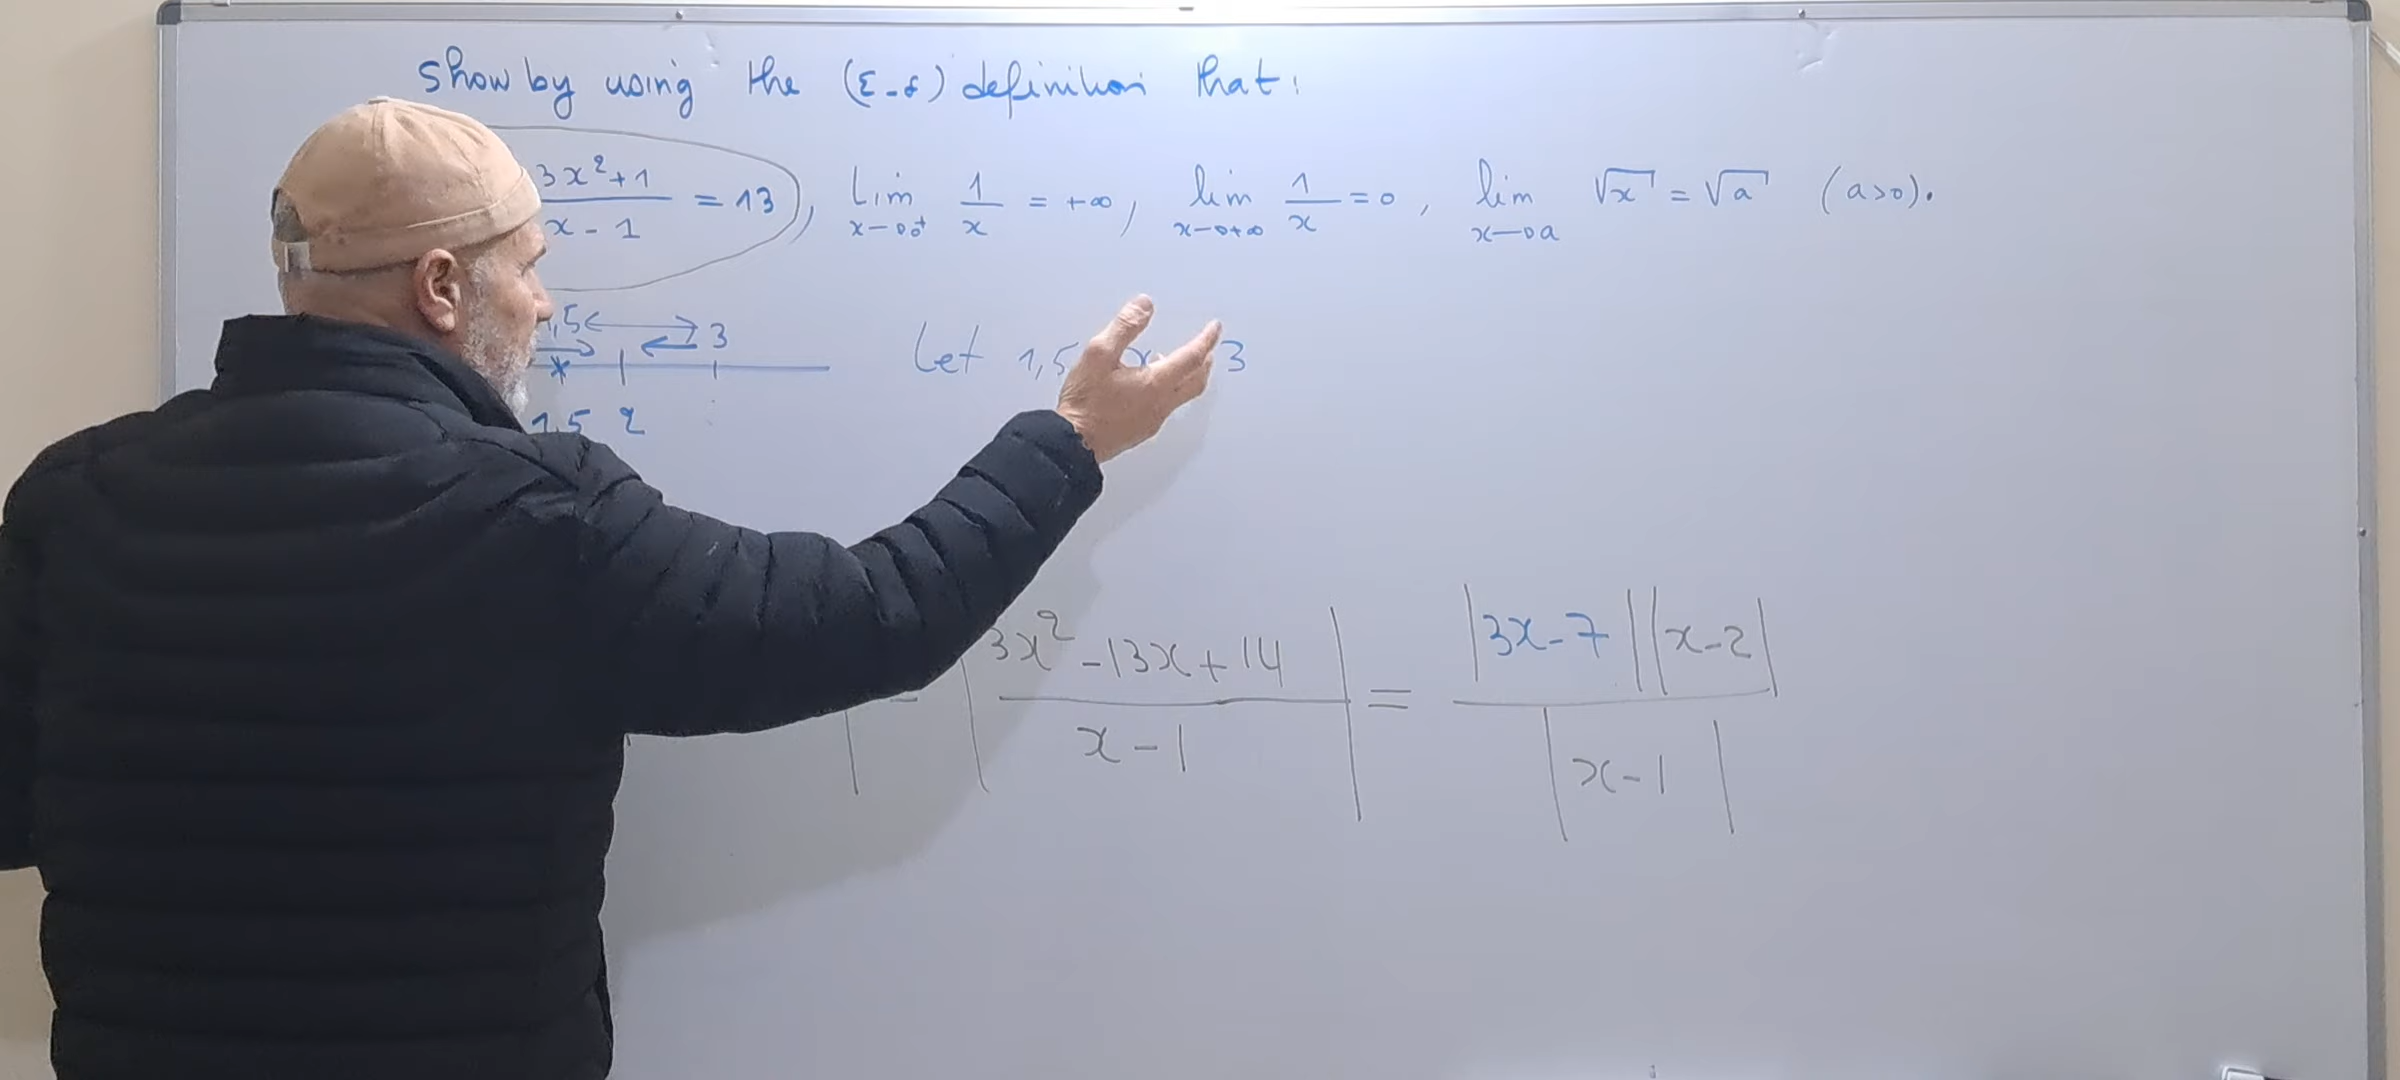 Show by using the (ε-δ) definition that:
3x²+1 / x-1 = 13, Lim x→0⁺ 1/x = +∞, lim x→+∞ 1/x = 0, lim x→a √x = √a (a>0).
1,5 3
Let 1,5 x 3
1,5 2
|3x²-13x+14 / x-1| = |3x-7||x-2| / |x-1|